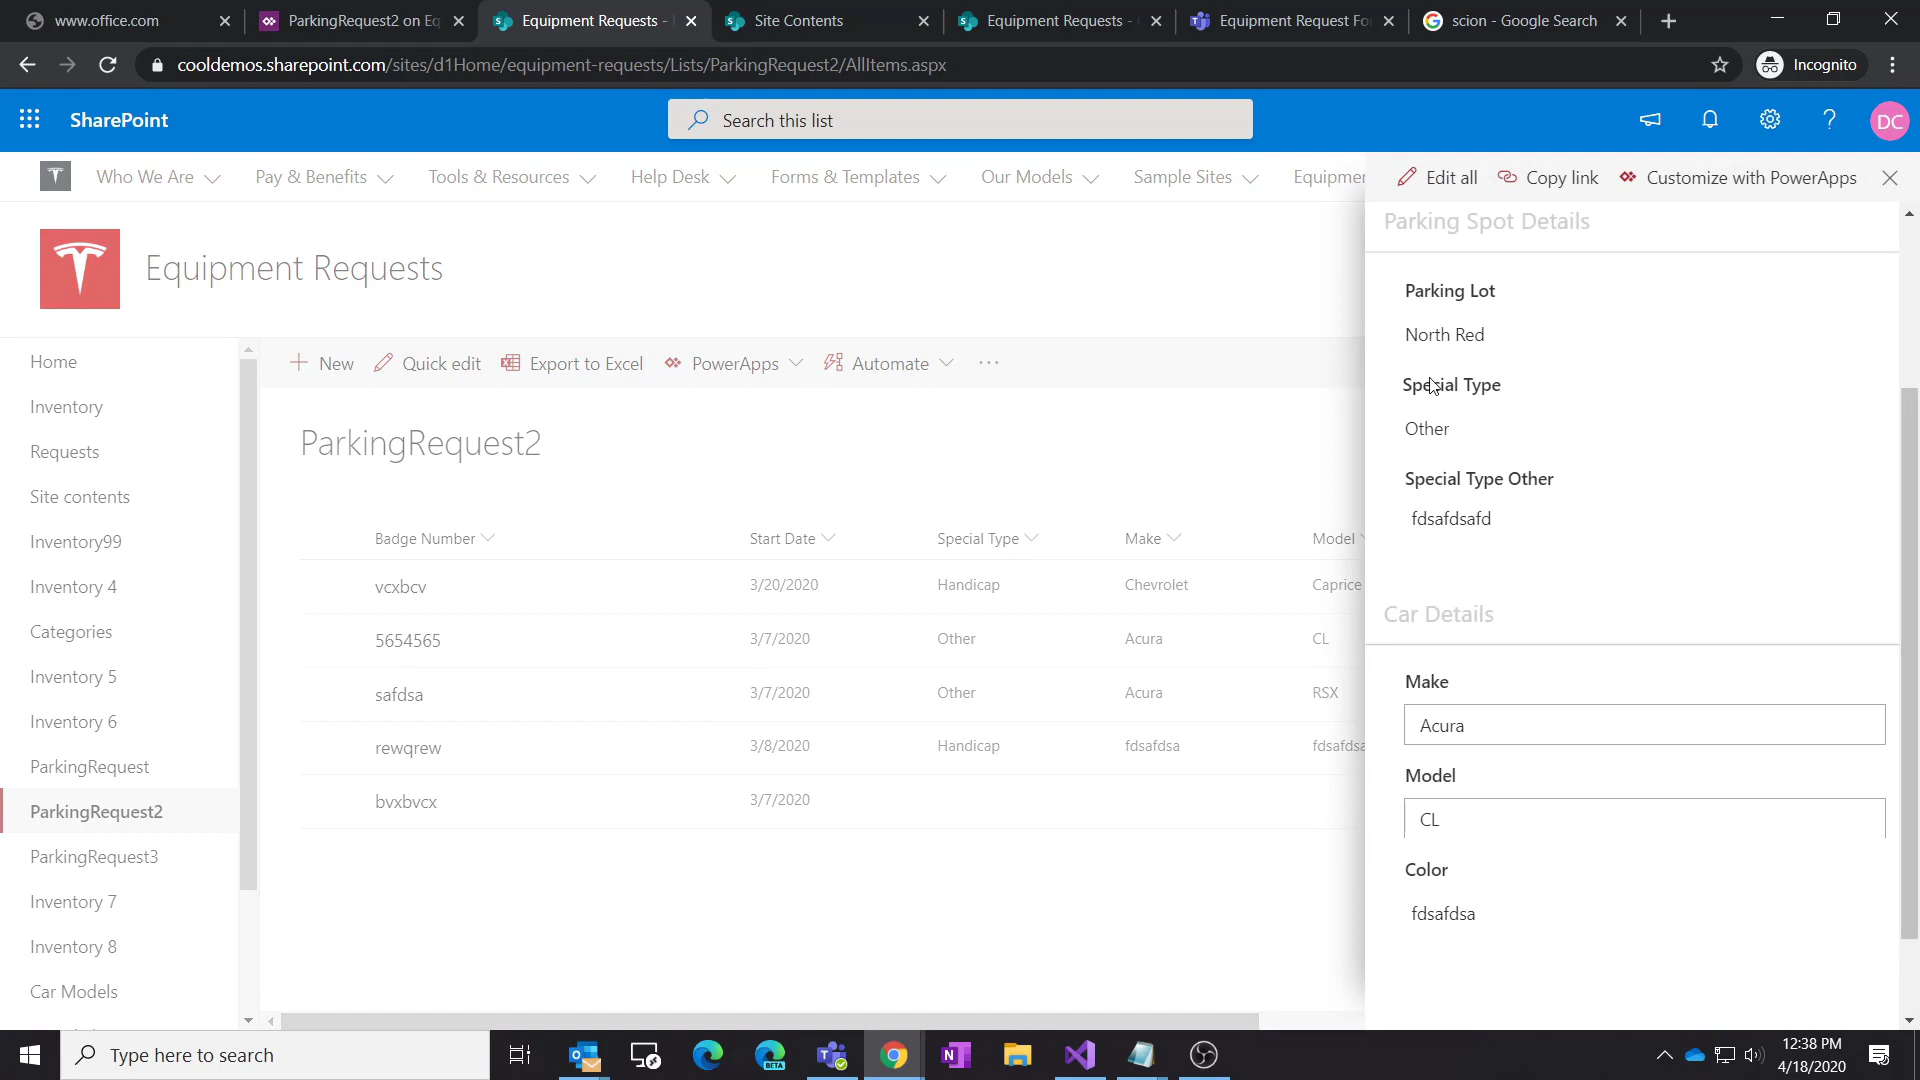 www.office.com
ParkingRequest2 on Eq
Equipment Requests -
Site Contents
Equipment Requests -
Equipment Request Fo
scion - Google Search
cooldemos.sharepoint.com/sites/d1Home/equipment-requests/Lists/ParkingRequest2/AllItems.aspx
Incognito
SharePoint
Search this list
DC
Who We Are
Pay & Benefits
Tools & Resources
Help Desk
Forms & Templates
Our Models
Sample Sites
Equipmer
Edit all
Copy link
Customize with PowerApps
Equipment Requests
Home
Inventory
Requests
Site contents
Inventory99
Inventory 4
Categories
Inventory 5
Inventory 6
ParkingRequest
ParkingRequest2
ParkingRequest3
Inventory 7
Inventory 8
Car Models
New
Quick edit
Export to Excel
PowerApps
Automate
ParkingRequest2
Badge Number Start Date Special Type Make Model
vcxbcv 3/20/2020 Handicap Chevrolet Caprice
5654565 3/7/2020 Other Acura CL
safdsa 3/7/2020 Other Acura RSX
rewqrew 3/8/2020 Handicap fdsafdsa fdsafdsa
bvxbvcx 3/7/2020
Parking Spot Details
Parking Lot
North Red
Special Type
Other
Special Type Other
fdsafdsafd
Car Details
Make
Acura
Model
CL
Color
fdsafdsa
Type here to search
BETA
12:38 PM
4/18/2020